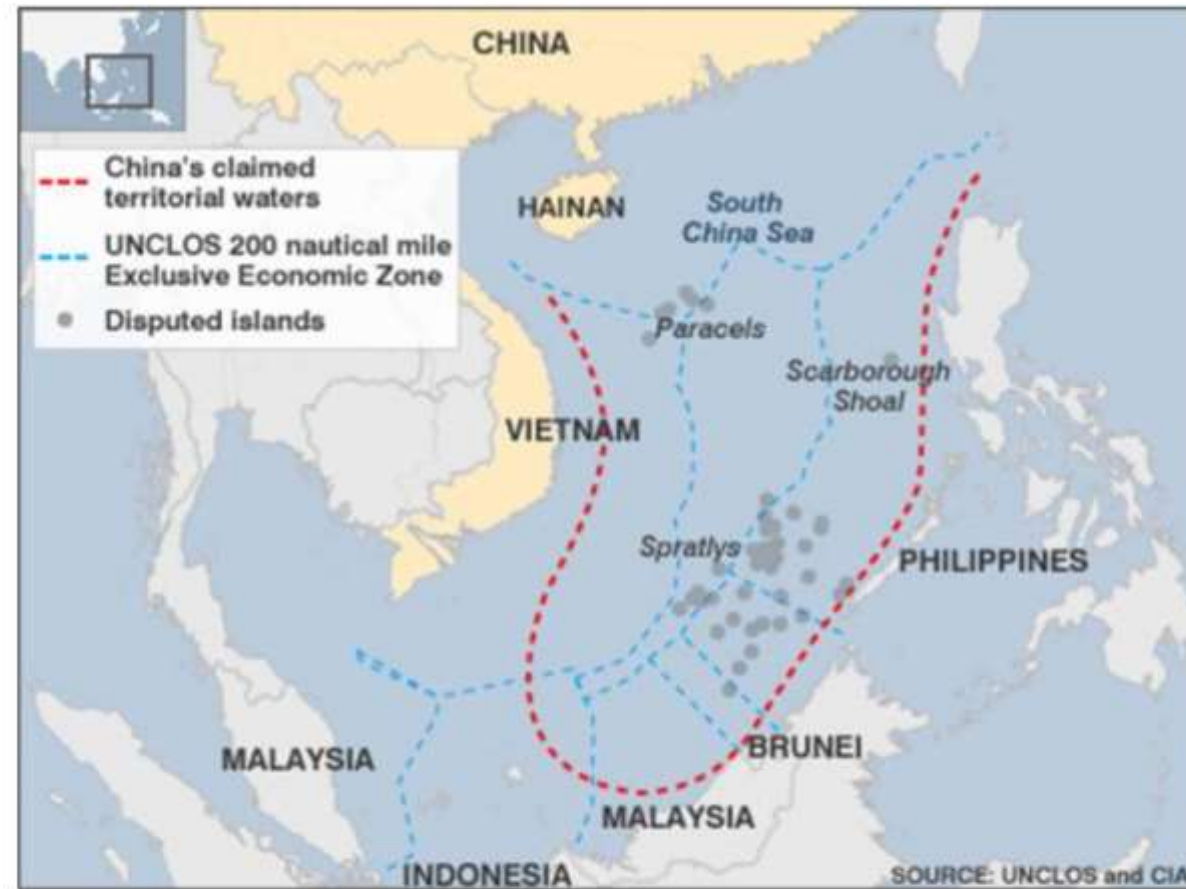 CHINA
China's claimed
territorial waters
UNCLOS 200 nautical mile
Exclusive Economic Zone
Disputed islands
HAINAN
South
China Sea
Paracels
Scarborough
Shoal
VIETNAM
Spratlys
PHILIPPINES
MALAYSIA
BRUNEI
MALAYSIA
INDONESIA
SOURCE: UNCLOS and CIA